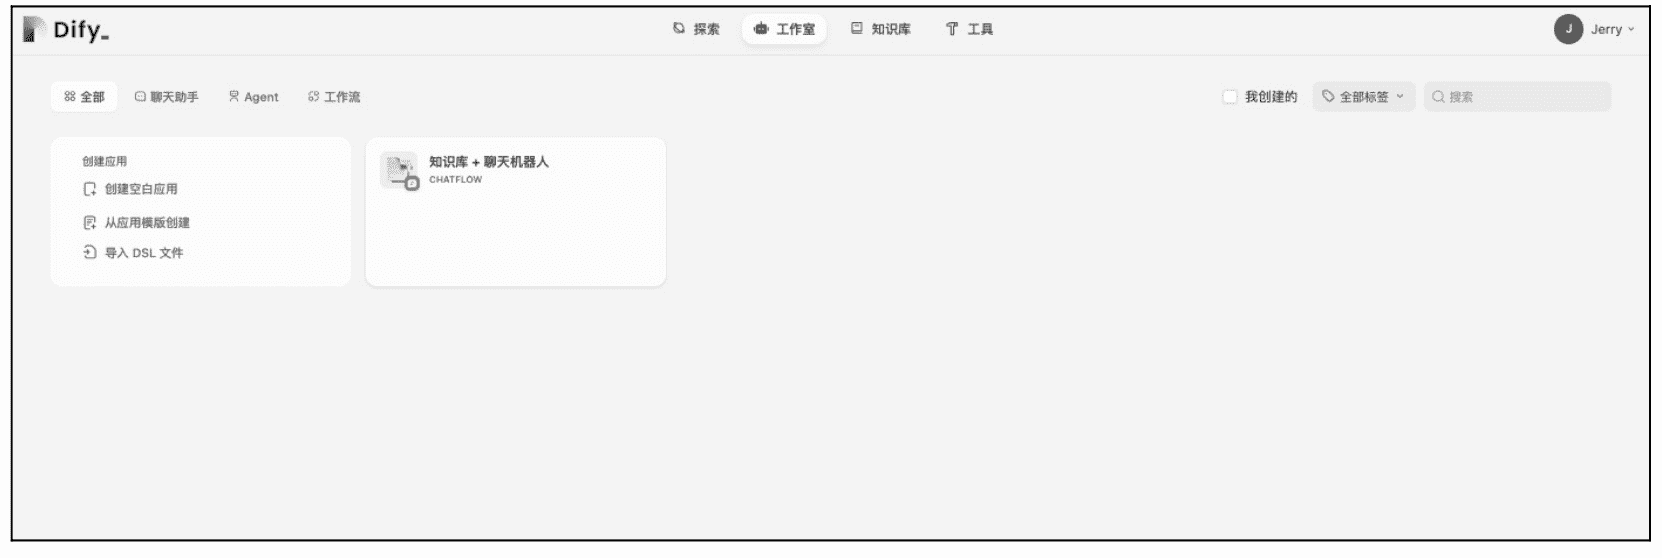 Dify_ 探索 工作室 知识库 工具 J Jerry
全部 聊天助手 Agent 工作流 我创建的 全部标签 搜索
创建应用
创建空白应用
从应用模版创建
导入 DSL 文件
知识库 + 聊天机器人
CHATFLOW